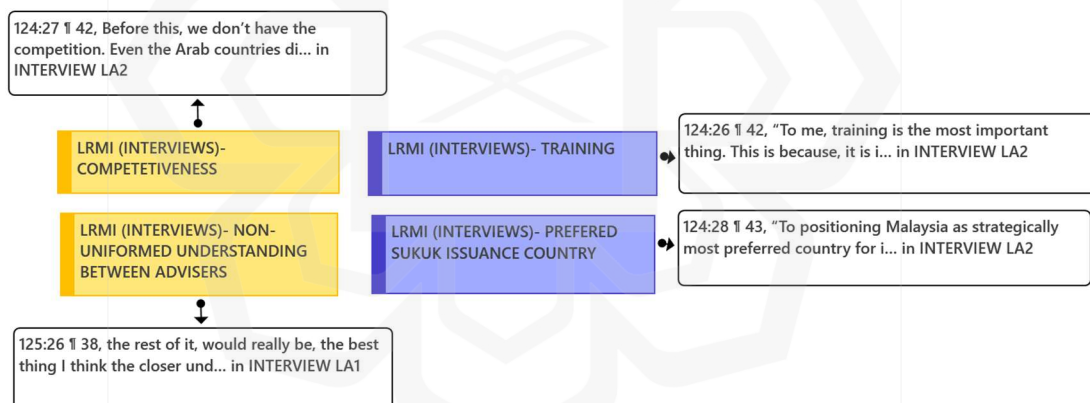 124:27 ¶ 42, Before this, we don’t have the
competition. Even the Arab countries di... in
INTERVIEW LA2
LRMI (INTERVIEWS)-
COMPETETIVENESS
LRMI (INTERVIEWS)- TRAINING
124:26 ¶ 42, “To me, training is the most important
thing. This is because, it is i... in INTERVIEW LA2
LRMI (INTERVIEWS)- NON-
UNIFORMED UNDERSTANDING
BETWEEN ADVISERS
LRMI (INTERVIEWS)- PREFERED
SUKUK ISSUANCE COUNTRY
124:28 ¶ 43, “To positioning Malaysia as strategically
most preferred country for i... in INTERVIEW LA2
125:26 ¶ 38, the rest of it, would really be, the best
thing I think the closer und... in INTERVIEW LA1